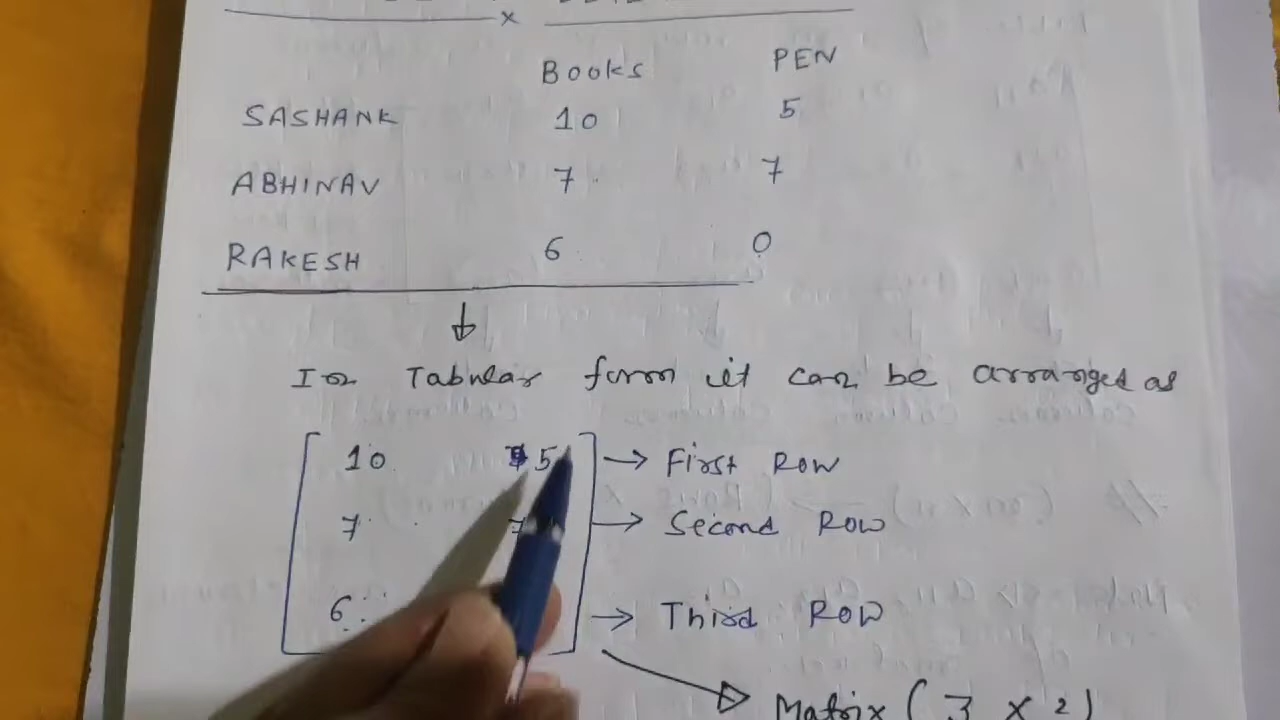 x
Books PEN
SASHANK 10 5
ABHINAV 7 7
RAKESH 6 0
In Tabular form it can be arranged as
10 5 → First Row
7 7 → Second Row
6 → Third Row
Matrix ( 3 x 2 )